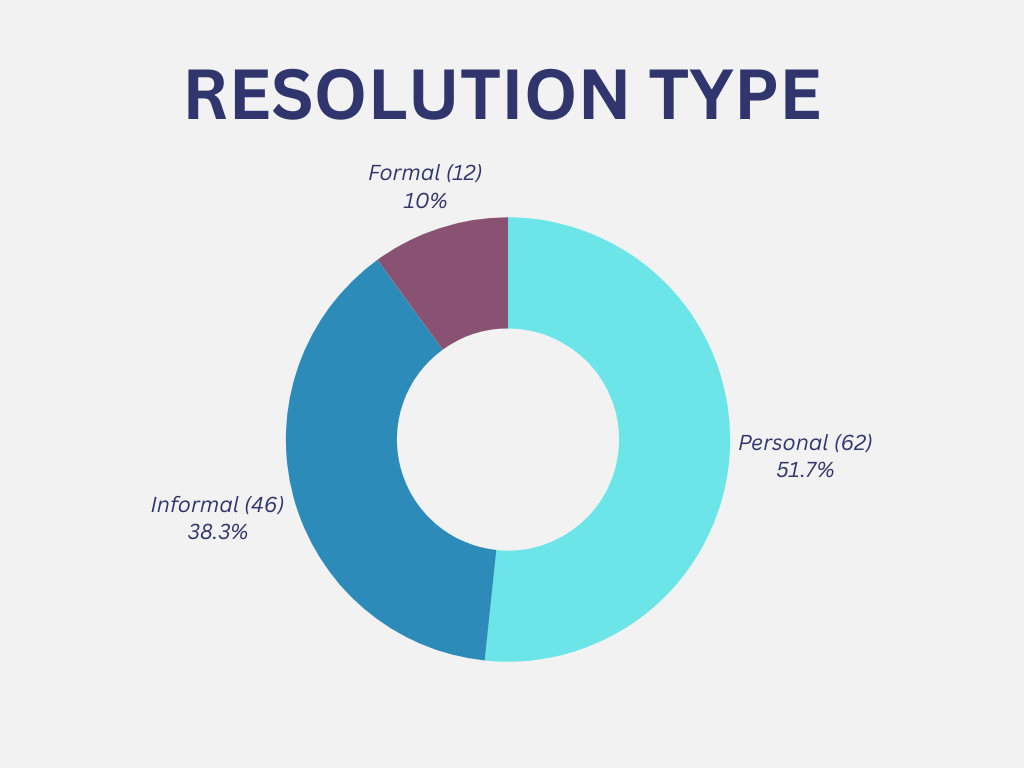 RESOLUTION TYPE
Formal (12)
10%
Personal (62)
51.7%
Informal (46)
38.3%